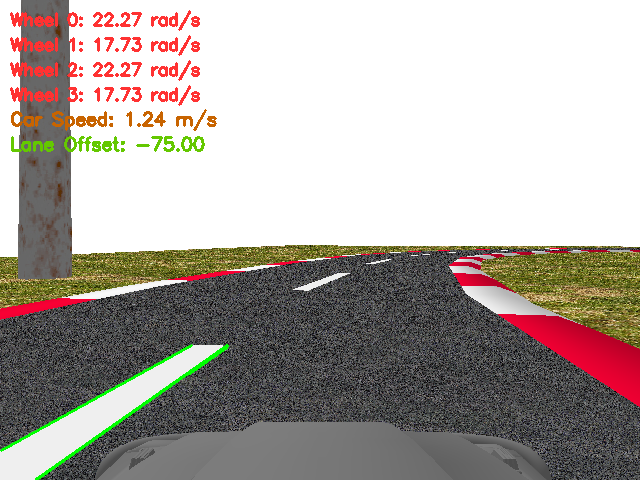 Wheel 0: 22.27 rad/s
Wheel 1: 17.73 rad/s
Wheel 2: 22.27 rad/s
Wheel 3: 17.73 rad/s
Car Speed: 1.24 m/s
Lane Offset: -75.00